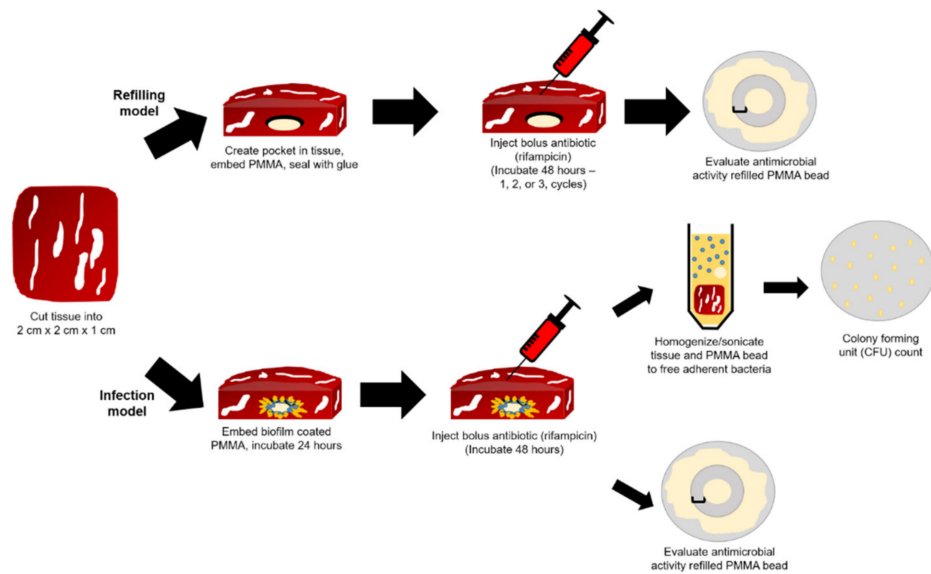 Refilling
model
Create pocket in tissue,
embed PMMA, seal with glue
Inject bolus antibiotic
(rifampicin)
(Incubate 48 hours –
1, 2, or 3, cycles)
Evaluate antimicrobial
activity refilled PMMA bead
Cut tissue into
2 cm x 2 cm x 1 cm
Homogenize/sonicate
tissue and PMMA bead
to free adherent bacteria
Colony forming
unit (CFU) count
Infection
model
Embed biofilm coated
PMMA, incubate 24 hours
Inject bolus antibiotic (rifampicin)
(Incubate 48 hours)
Evaluate antimicrobial
activity refilled PMMA bead